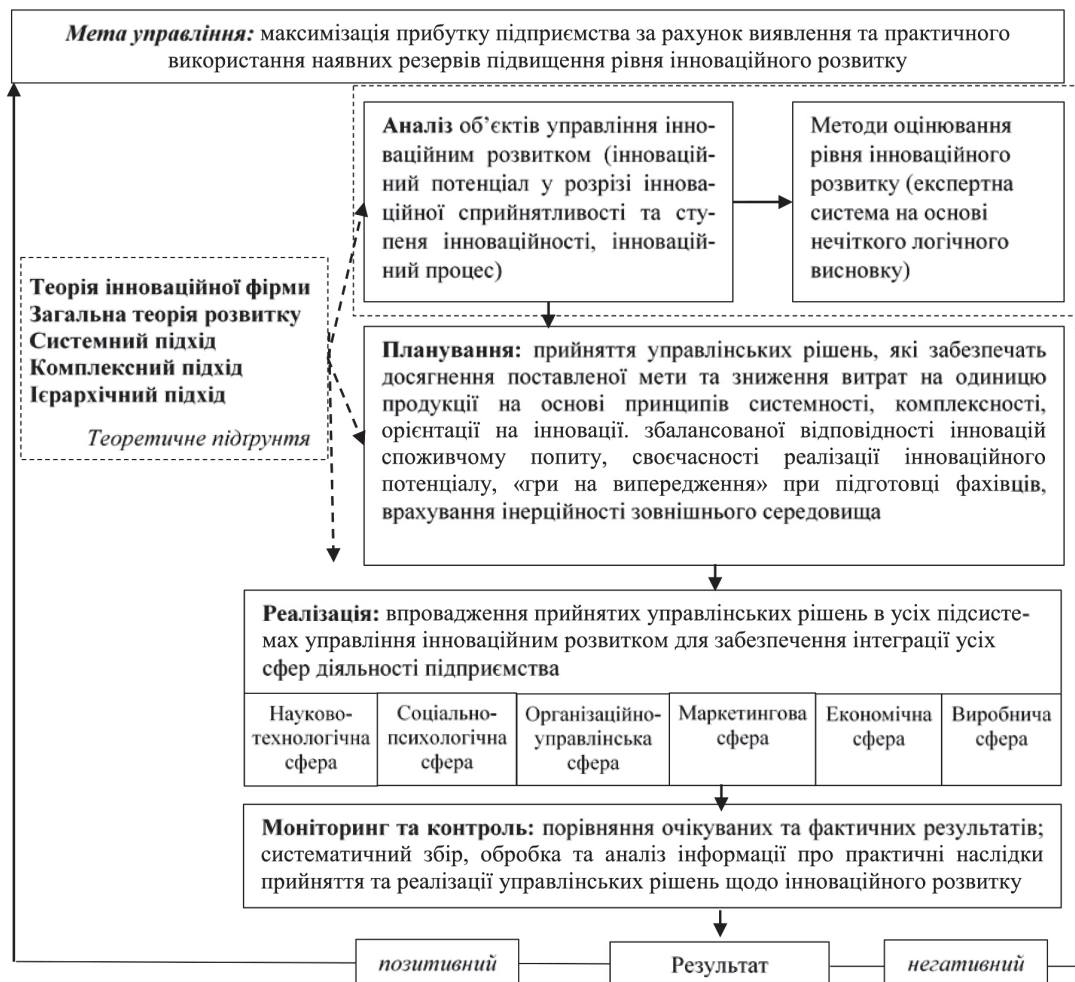 Мета управління: максимізація прибутку підприємства за рахунок виявлення та практичного
використання наявних резервів підвищення рівня інноваційного розвитку
Аналіз об’єктів управління інно-
ваційним розвитком (інновацій-
ний потенціал у розрізі іннова-
ційної сприйнятливості та сту-
пеня інноваційності, інновацій-
ний процес)
Методи оцінювання
рівня інноваційного
розвитку (експертна
система на основі
нечіткого логічного
висновку)
Теорія інноваційної фірми
Загальна теорія розвитку
Системний підхід
Комплексний підхід
Ієрархічний підхід
Теоретичне підґрунтя
Планування: прийняття управлінських рішень, які забезпечать
досягнення поставленої мети та зниження витрат на одиницю
продукції на основі принципів системності, комплексності,
орієнтації на інновації. збалансованої відповідності інновацій
споживчому попиту, своєчасності реалізації інноваційного
потенціалу, «гри на випередження» при підготовці фахівців,
врахування інерційності зовнішнього середовища
Реалізація: впровадження прийнятих управлінських рішень в усіх підсисте-
мах управління інноваційним розвитком для забезпечення інтеграції усіх
сфер діяльності підприємства
Науково-
технологічна
сфера
Соціально-
психологічна
сфера
Організаційно-
управлінська
сфера
Маркетингова
сфера
Економічна
сфера
Виробнича
сфера
Моніторинг та контроль: порівняння очікуваних та фактичних результатів;
систематичний збір, обробка та аналіз інформації про практичні наслідки
прийняття та реалізації управлінських рішень щодо інноваційного розвитку
позитивний
Результат
негативний